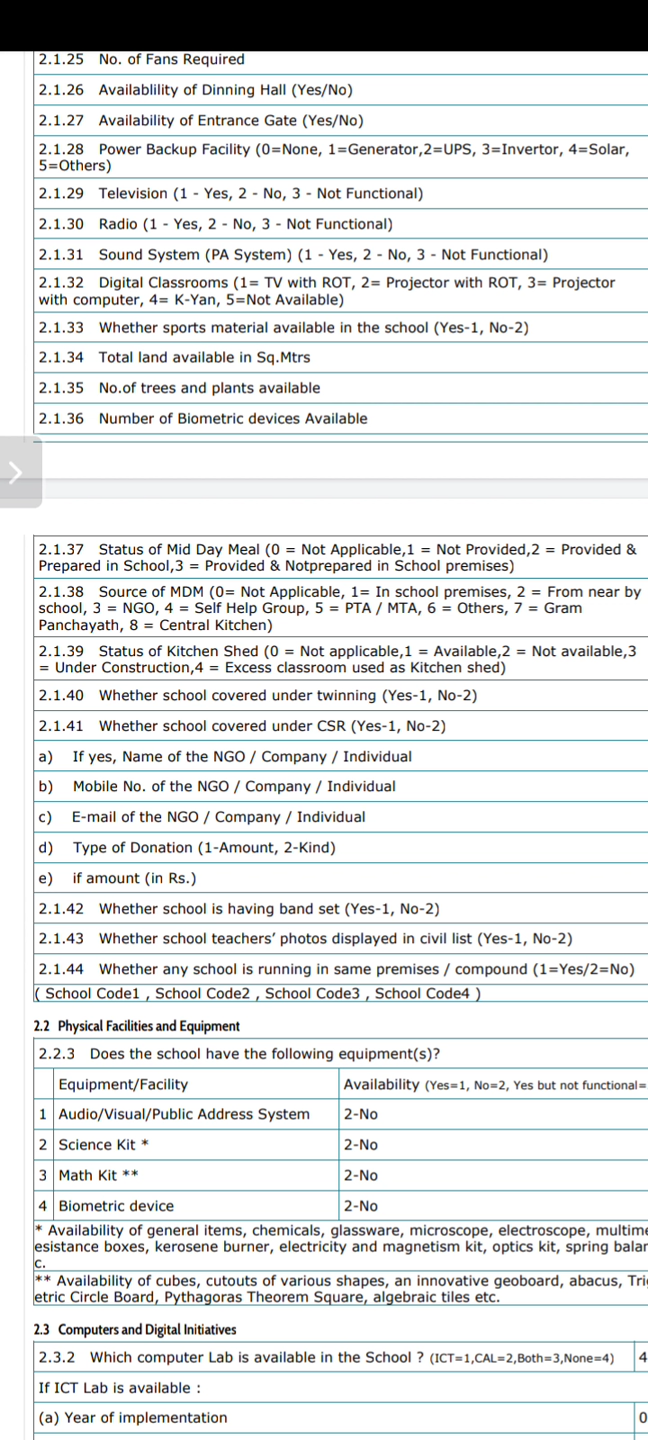 2.1.25 No. of Fans Required
2.1.26 Availablility of Dinning Hall (Yes/No)
2.1.27 Availability of Entrance Gate (Yes/No)
2.1.28 Power Backup Facility (0=None, 1=Generator,2=UPS, 3=Invertor, 4=Solar,
5=Others)
2.1.29 Television (1 - Yes, 2 - No, 3 - Not Functional)
2.1.30 Radio (1 - Yes, 2 - No, 3 - Not Functional)
2.1.31 Sound System (PA System) (1 - Yes, 2 - No, 3 - Not Functional)
2.1.32 Digital Classrooms (1= TV with ROT, 2= Projector with ROT, 3= Projector
with computer, 4= K-Yan, 5=Not Available)
2.1.33 Whether sports material available in the school (Yes-1, No-2)
2.1.34 Total land available in Sq.Mtrs
2.1.35 No.of trees and plants available
2.1.36 Number of Biometric devices Available
2.1.37 Status of Mid Day Meal (0 = Not Applicable,1 = Not Provided,2 = Provided &
Prepared in School,3 = Provided & Notprepared in School premises)
2.1.38 Source of MDM (0= Not Applicable, 1= In school premises, 2 = From near by
school, 3 = NGO, 4 = Self Help Group, 5 = PTA / MTA, 6 = Others, 7 = Gram
Panchayath, 8 = Central Kitchen)
2.1.39 Status of Kitchen Shed (0 = Not applicable,1 = Available,2 = Not available,3
= Under Construction,4 = Excess classroom used as Kitchen shed)
2.1.40 Whether school covered under twinning (Yes-1, No-2)
2.1.41 Whether school covered under CSR (Yes-1, No-2)
a) If yes, Name of the NGO / Company / Individual
b) Mobile No. of the NGO / Company / Individual
c) E-mail of the NGO / Company / Individual
d) Type of Donation (1-Amount, 2-Kind)
e) if amount (in Rs.)
2.1.42 Whether school is having band set (Yes-1, No-2)
2.1.43 Whether school teachers’ photos displayed in civil list (Yes-1, No-2)
2.1.44 Whether any school is running in same premises / compound (1=Yes/2=No)
( School Code1 , School Code2 , School Code3 , School Code4 )
2.2 Physical Facilities and Equipment
2.2.3 Does the school have the following equipment(s)?
Equipment/Facility Availability (Yes=1, No=2, Yes but not functional=
1 Audio/Visual/Public Address System 2-No
2 Science Kit * 2-No
3 Math Kit ** 2-No
4 Biometric device 2-No
* Availability of general items, chemicals, glassware, microscope, electroscope, multime
esistance boxes, kerosene burner, electricity and magnetism kit, optics kit, spring balar
c.
** Availability of cubes, cutouts of various shapes, an innovative geoboard, abacus, Tri
etric Circle Board, Pythagoras Theorem Square, algebraic tiles etc.
2.3 Computers and Digital Initiatives
2.3.2 Which computer Lab is available in the School ? (ICT=1,CAL=2,Both=3,None=4) 4
If ICT Lab is available :
(a) Year of implementation 0